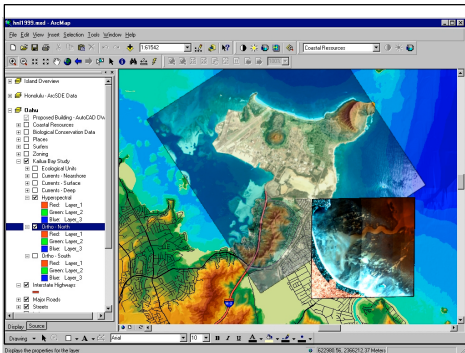 hnl1999.mxd - ArcMap
File Edit View Insert Selection Tools Window Help
1:61542
Coastal Resources
Island Overview
Honolulu - ArcSDE Data
Oahu
Proposed Building - AutoCAD DW
Coastal Resources
Biological Conservation Data
Places
Surfers
Zoning
Kailua Bay Study
Ecological Units
Currents - Nearshore
Currents - Surface
Currents - Deep
Hyperspectral
Red: Layer_1
Green: Layer_2
Blue: Layer_3
Ortho - North
Red: Layer_1
Green: Layer_2
Blue: Layer_3
Ortho - South
Red: Layer_1
Green: Layer_2
Blue: Layer_3
Interstate Highways
Major Roads
Streets
Display Source
Drawing A Arial 10 B I U A
Displays the properties for the layer
622988.56, 2366212.37 Meters